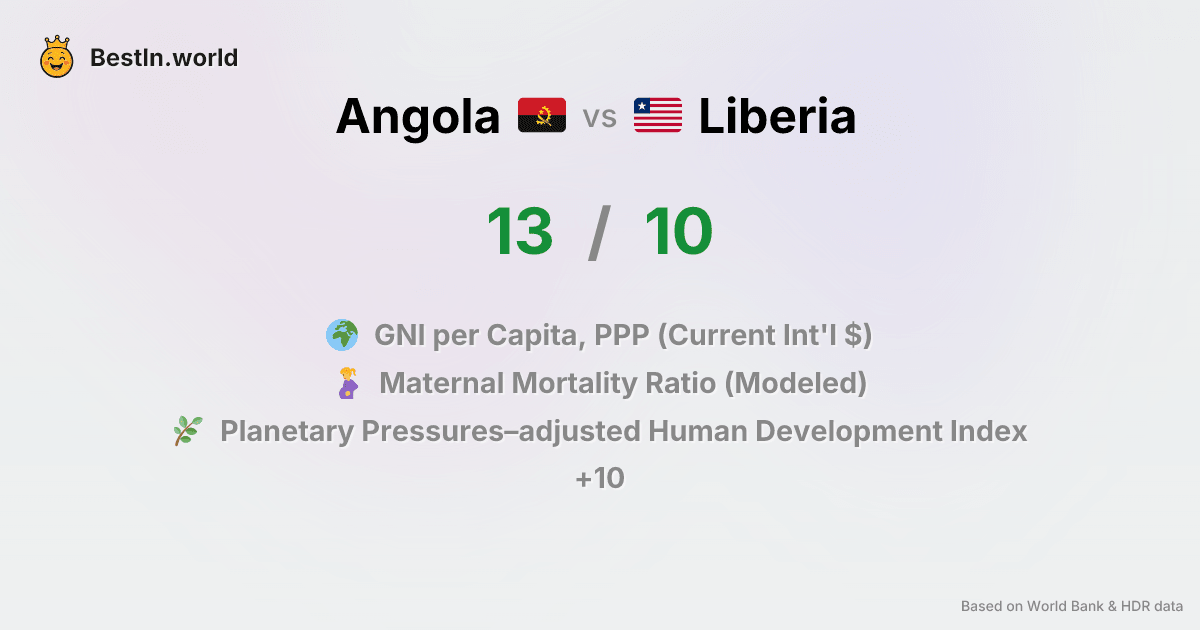 BestIn.world
Angola vs Liberia
13 / 10
GNI per Capita, PPP (Current Int'l $)
Maternal Mortality Ratio (Modeled)
Planetary Pressures–adjusted Human Development Index
+10
Based on World Bank & HDR data